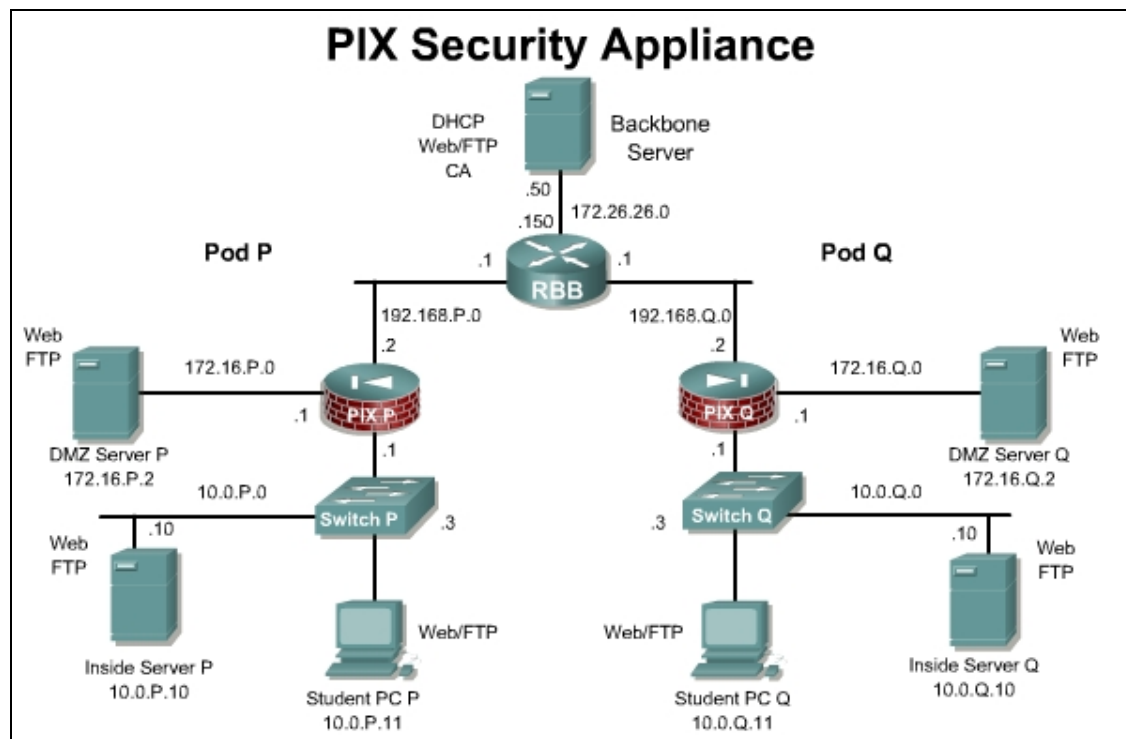 PIX Security Appliance
DHCP
Web/FTP
CA
Backbone
Server
.50
.150
172.26.26.0
Pod P
Pod Q
.1
.1
RBB
192.168.P.0
192.168.Q.0
Web
FTP
172.16.P.0
.2
.2
172.16.Q.0
Web
FTP
PIX P
PIX Q
.1
.1
DMZ Server P
172.16.P.2
.1
.1
DMZ Server Q
172.16.Q.2
10.0.P.0
10.0.Q.0
Switch P
.3
.3
Switch Q
.10
.10
Web
FTP
Web
FTP
Web/FTP
Web/FTP
Inside Server P
10.0.P.10
Student PC P
10.0.P.11
Student PC Q
10.0.Q.11
Inside Server Q
10.0.Q.10